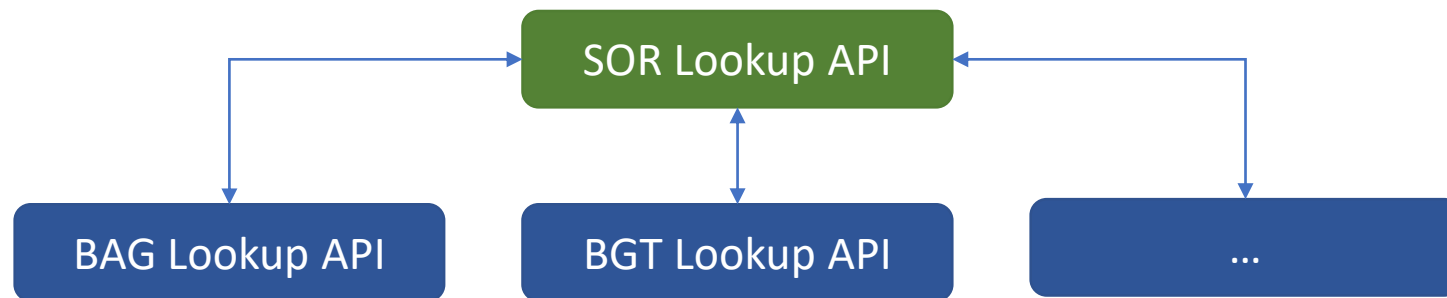 SOR Lookup API
BAG Lookup API
BGT Lookup API
...